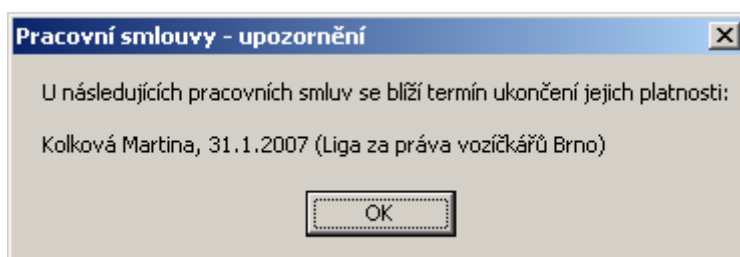 Pracovní smlouvy - upozornění
U následujících pracovních smluv se blíží termín ukončení jejich platnosti:
Kolková Martina, 31.1.2007 (Liga za práva vozíčkářů Brno)
OK